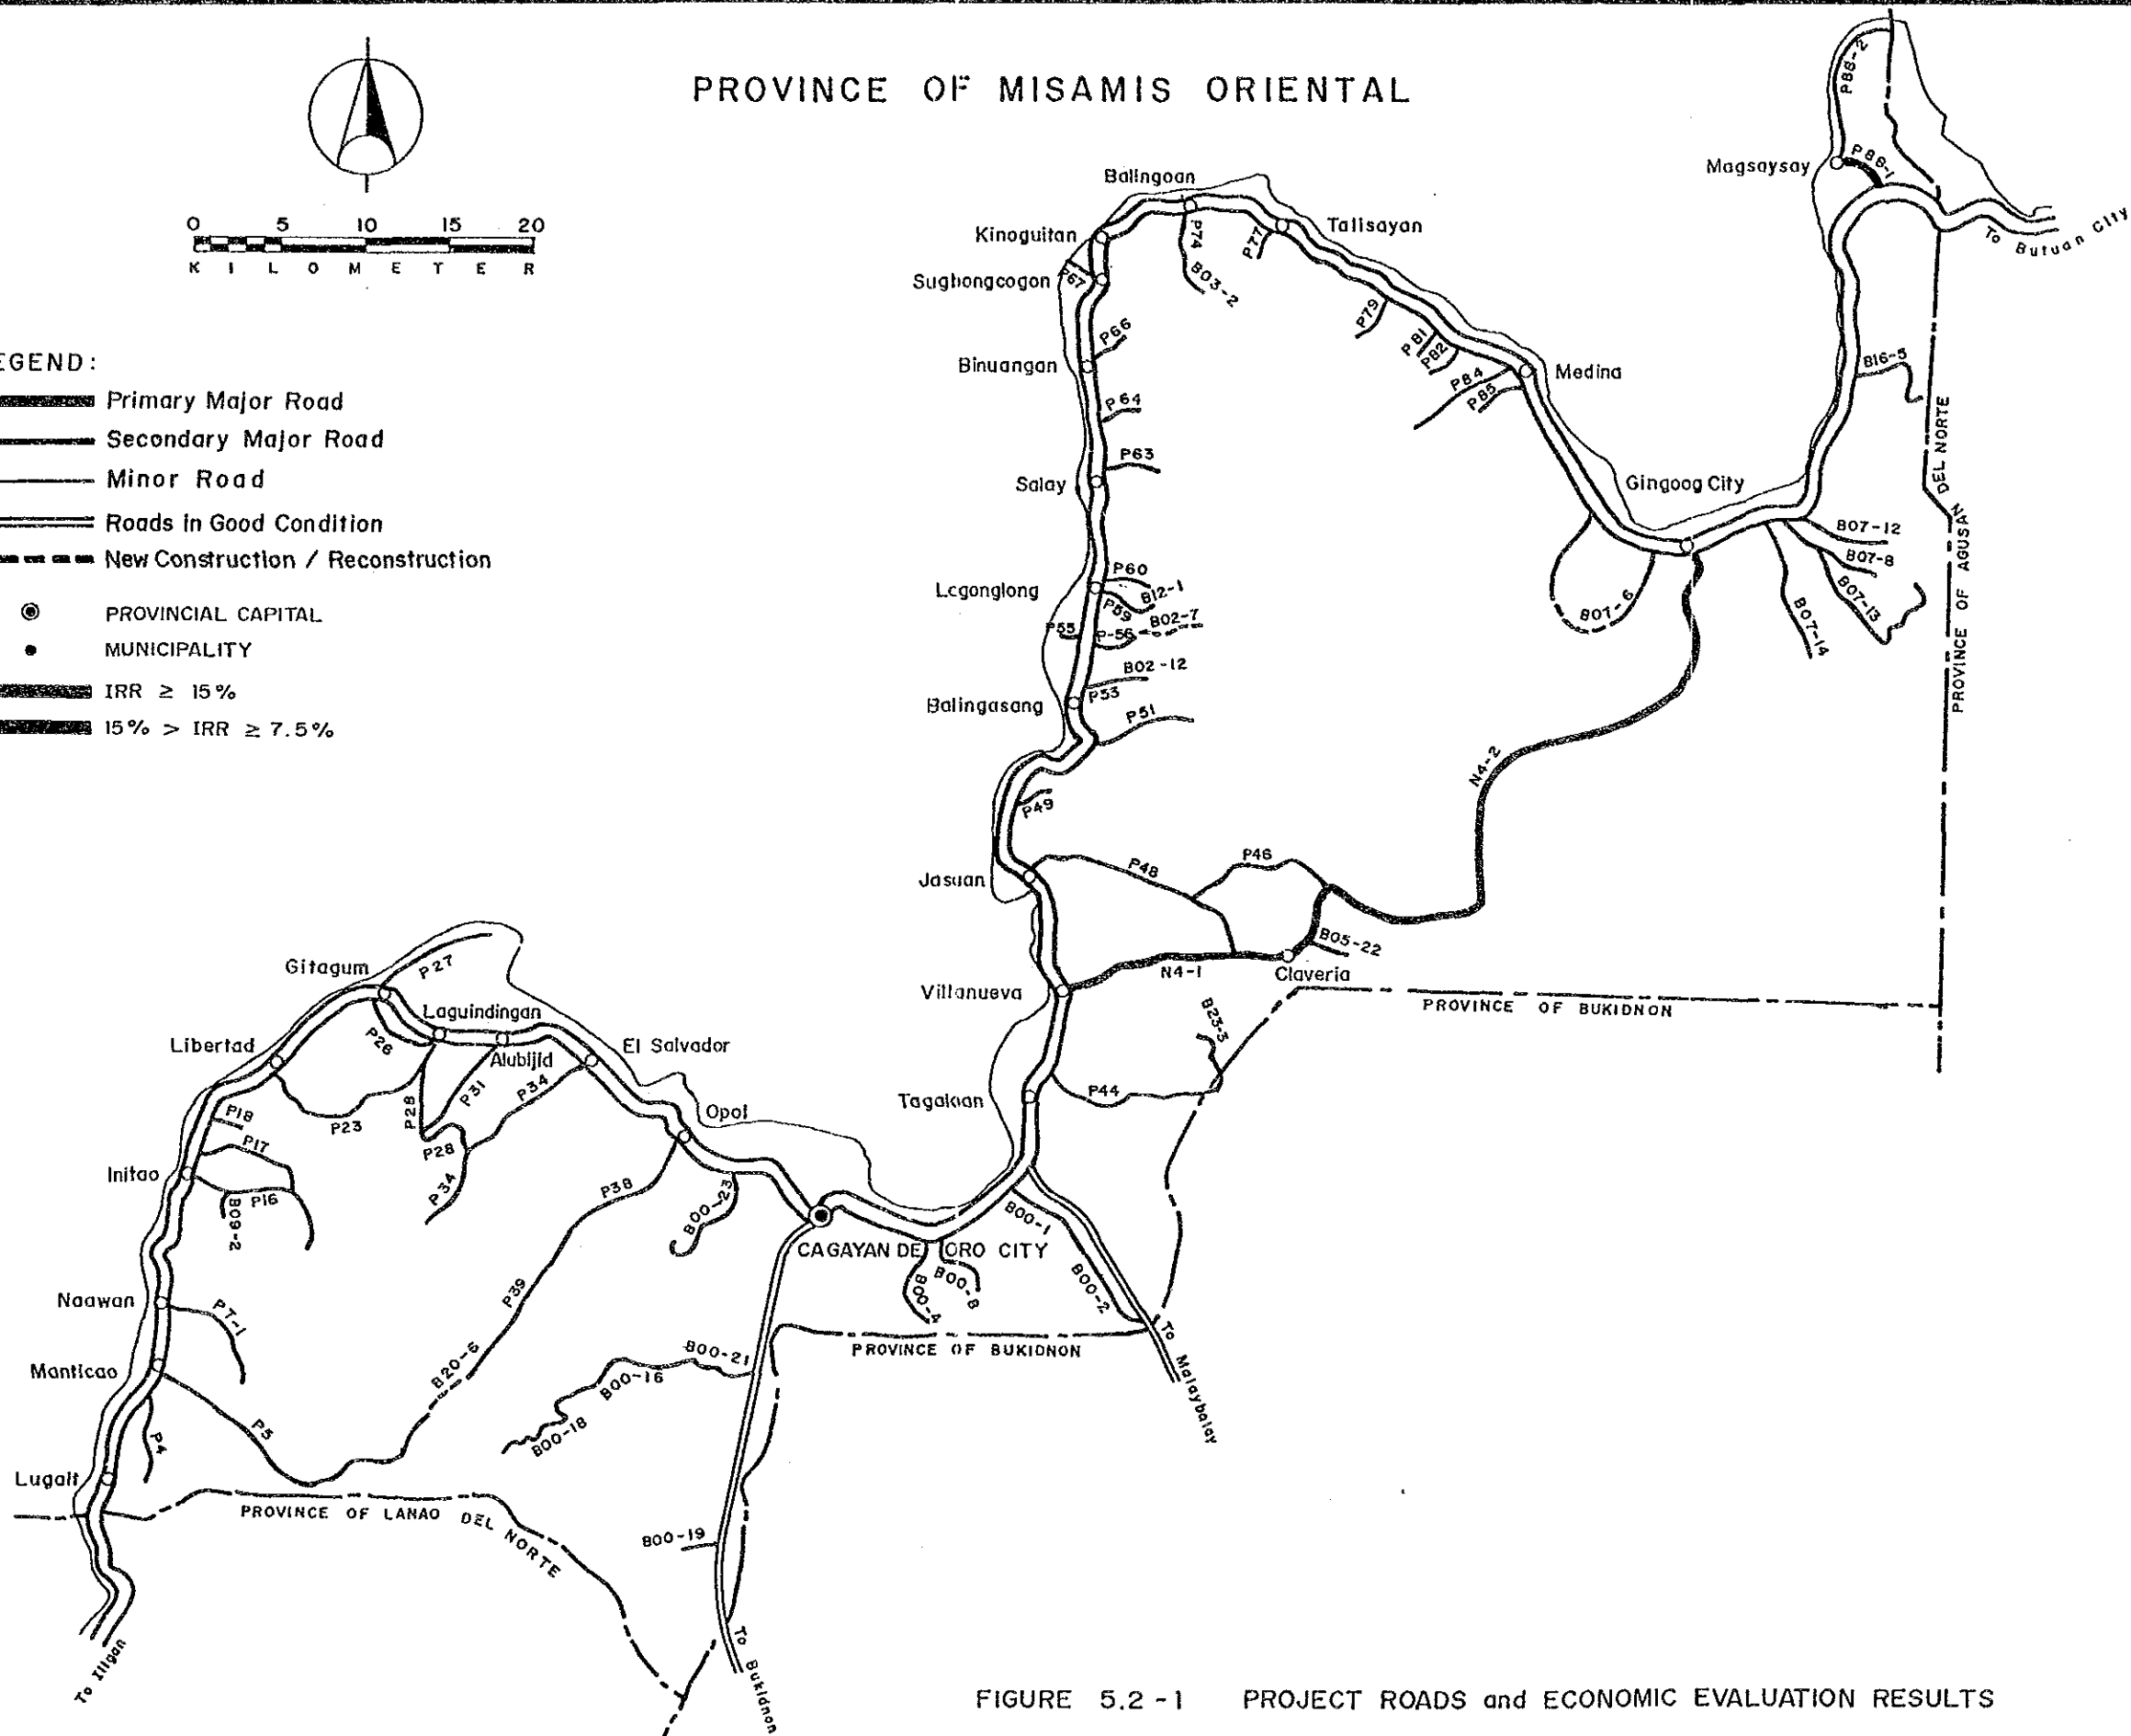 PROVINCE OF MISAMIS ORIENTAL
0 5 10 15 20
K I L O M E T E R
EGEND:
Primary Major Road
Secondary Major Road
Minor Road
Roads In Good Condition
New Construction / Reconstruction
PROVINCIAL CAPITAL
MUNICIPALITY
IRR ≥ 15%
15% > IRR ≥ 7.5%
P88-2
Magsaysay
P88-1
To Butuan City
Balingoan
Kinoguitan
P74
P77
Talisayan
Sugbongcogon
P67
B03-2
P79
P66
P81
P82
Binuangan
P84
P85
Medina
B16-5
P64
P63
Salay
Gingoog City
PROVINCE OF AGUSAN DEL NORTE
B07-12
B07-8
B07-13
B07-14
B07-6
P60
Lagonglong
B12-1
P59
B02-7
P55
P-56
B02-12
P53
Balingasang
P51
N4-2
P49
P48
P46
Jasuan
B05-22
N4-1
Claveria
Villanueva
PROVINCE OF BUKIDNON
B23-3
P44
Tagaloan
Gitagum
P27
Laguindingan
P26
Libertad
Alubijid
El Salvador
P31
P34
P18
P23
P28
Opol
P17
P28
Initao
P16
P34
P38
B00-23
B09-2
B00-1
CAGAYAN DE ORO CITY
B00-4
B00-8
B00-2
Naawan
P7-1
P39
PROVINCE OF BUKIDNON
To Malaybalay
Manticao
B20-6
B00-21
B00-16
P5
P4
B00-18
Lugait
PROVINCE OF LANAO DEL NORTE
B00-19
To Iligan
To Bukidnon
FIGURE 5.2-1 PROJECT ROADS and ECONOMIC EVALUATION RESULTS